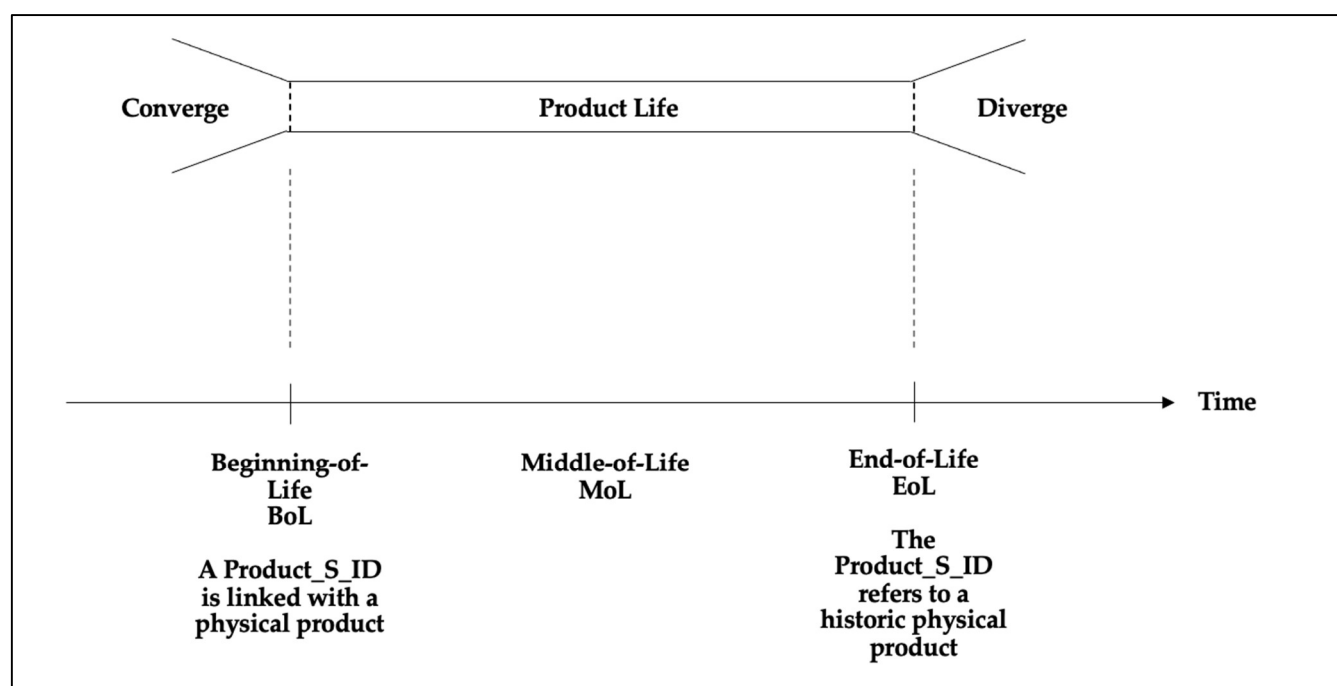 Converge
Product Life
Diverge
Time
Beginning-of-
Life
BoL
A Product_S_ID
is linked with a
physical product
Middle-of-Life
MoL
End-of-Life
EoL
The
Product_S_ID
refers to a
historic physical
product